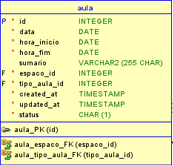 aula
P * id INTEGER
* data DATE
* hora_inicio DATE
* hora_fim DATE
sumario VARCHAR2 (255 CHAR)
F * espaco_id INTEGER
F * tipo_aula_id INTEGER
* created_at TIMESTAMP
* updated_at TIMESTAMP
* status CHAR (1)
aula_PK (id)
aula_espaco_FK (espaco_id)
aula_tipo_aula_FK (tipo_aula_id)